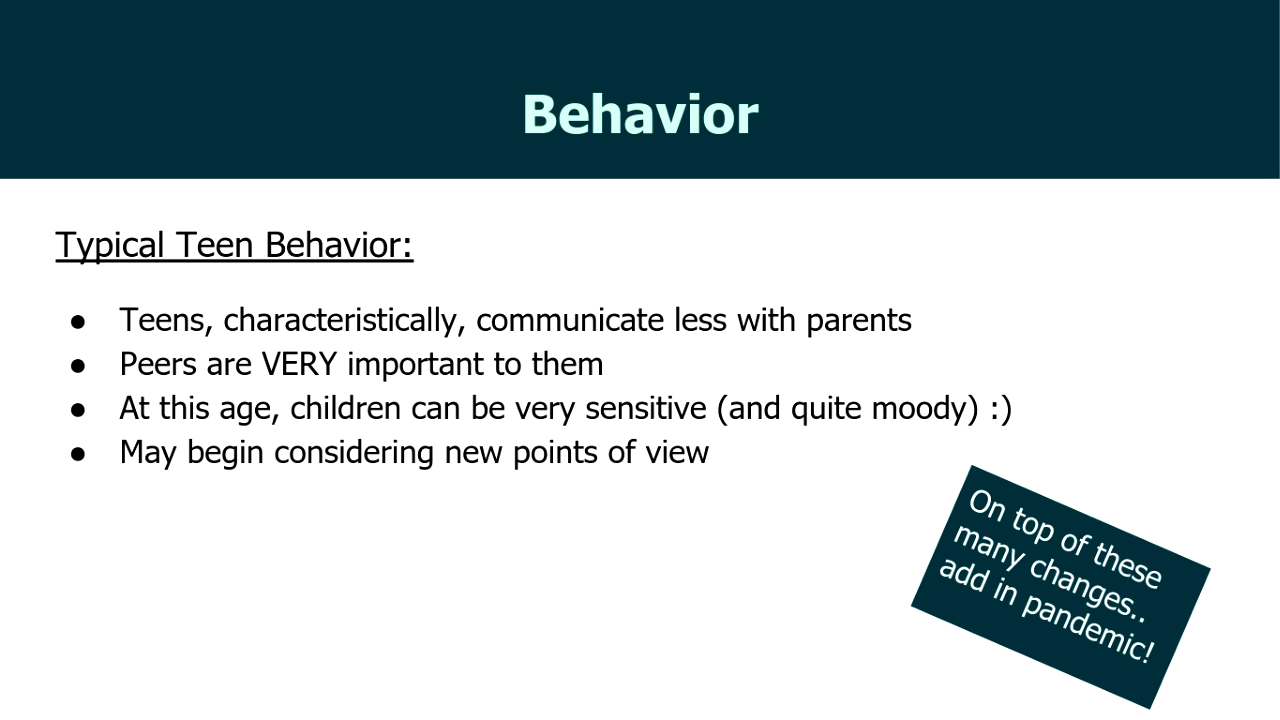 Behavior
Typical Teen Behavior:
● Teens, characteristically, communicate less with parents
● Peers are VERY important to them
● At this age, children can be very sensitive (and quite moody) :)
● May begin considering new points of view
On top of these
many changes..
add in pandemic!